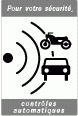 Pour votre sécurité
contrôles
automatiques